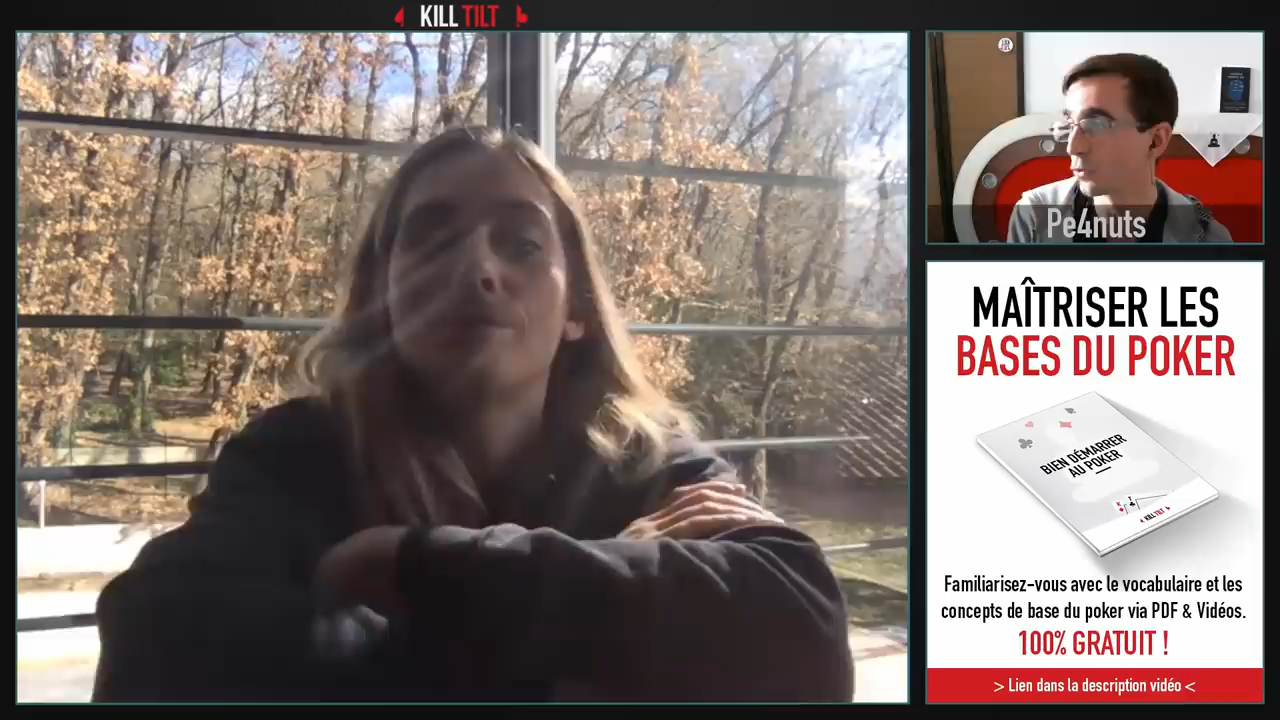 KILL TILT
Pe4nuts
MAÎTRISER LES
BASES DU POKER
BIEN DÉMARRER
AU POKER
KILL TILT
Familiarisez-vous avec le vocabulaire et les
concepts de base du poker via PDF & Vidéos.
100% GRATUIT !
> Lien dans la description vidéo <